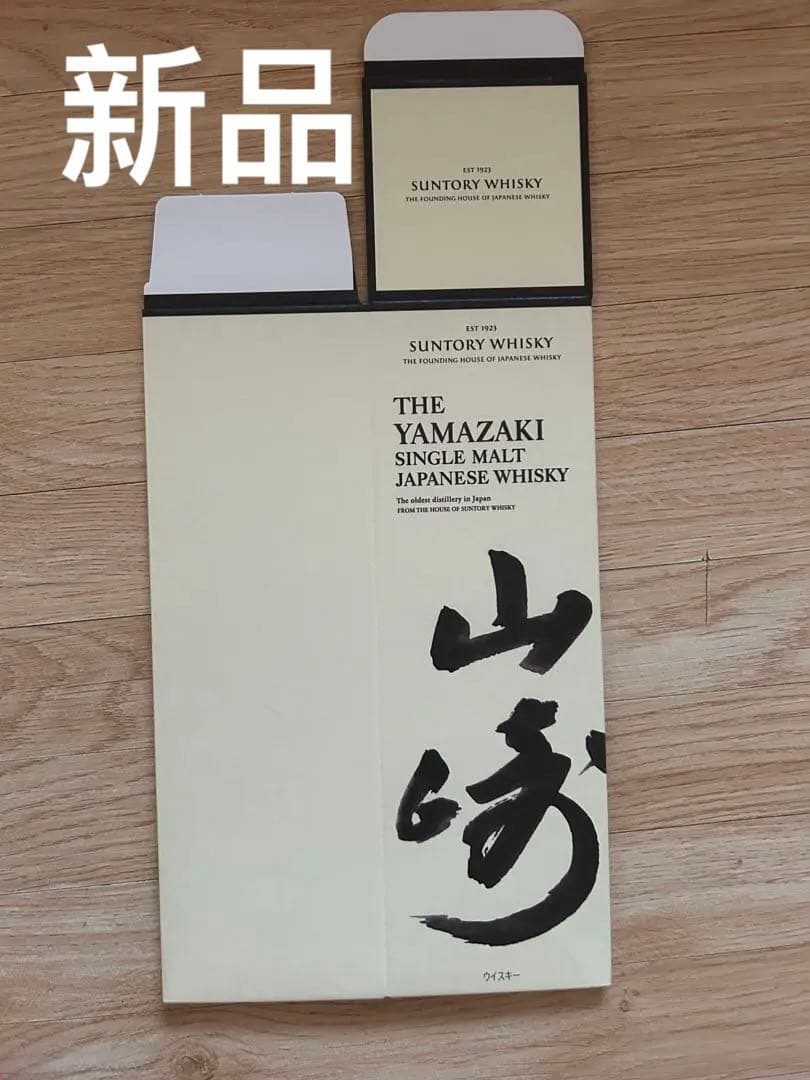 新品
EST 1923
SUNTORY WHISKY
THE FOUNDING HOUSE OF JAPANESE WHISKY
EST 1923
SUNTORY WHISKY
THE FOUNDING HOUSE OF JAPANESE WHISKY
THE
YAMAZAKI
SINGLE MALT
JAPANESE WHISKY
The oldest distillery in Japan
FROM THE HOUSE OF SUNTORY WHISKY
山
崎
ウイスキー